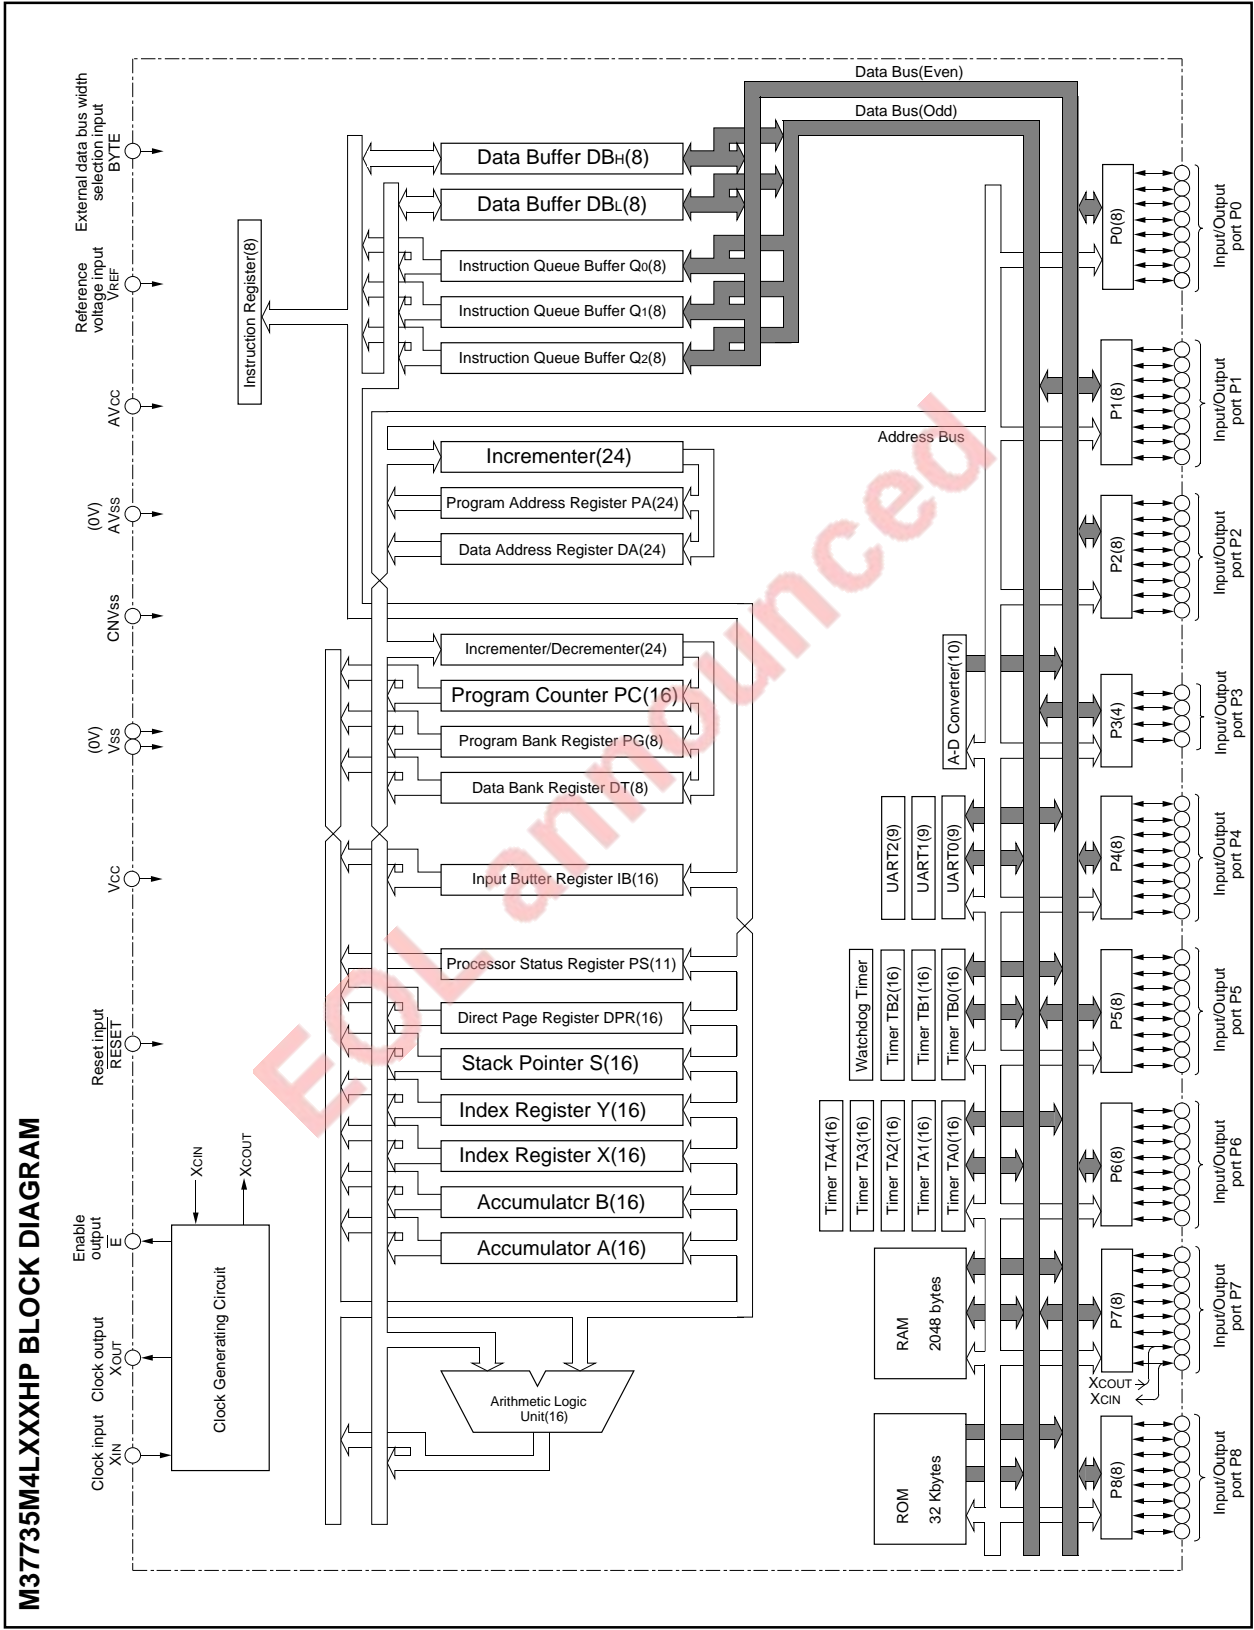 M37735M4LXXXHP BLOCK DIAGRAM
Clock input
XIN
Clock output
XOUT
Enable
output
E
Reset input
RESET
VCC
(0V)
VSS
CNVss
(0V)
AVSS
AVCC
Reference
voltage input
VREF
External data bus width
selection input
BYTE
Clock Generating Circuit
XCIN
XCOUT
Instruction Register(8)
Arithmetic Logic
Unit(16)
Accumulator A(16)
Accumulatcr B(16)
Index Register X(16)
Index Register Y(16)
Stack Pointer S(16)
Direct Page Register DPR(16)
Processor Status Register PS(11)
Input Butter Register IB(16)
Data Bank Register DT(8)
Program Bank Register PG(8)
Program Counter PC(16)
Incrementer/Decrementer(24)
Data Address Register DA(24)
Program Address Register PA(24)
Incrementer(24)
Instruction Queue Buffer Q2(8)
Instruction Queue Buffer Q1(8)
Instruction Queue Buffer Q0(8)
Data Buffer DBL(8)
Data Buffer DBH(8)
Data Bus(Even)
Data Bus(Odd)
Address Bus
ROM
32 Kbytes
RAM
2048 bytes
Timer TA4(16)
Timer TA3(16)
Timer TA2(16)
Timer TA1(16)
Timer TA0(16)
Watchdog Timer
Timer TB2(16)
Timer TB1(16)
Timer TB0(16)
UART2(9)
UART1(9)
UART0(9)
A-D Converter(10)
XCOUT
XCIN
P8(8)
P7(8)
P6(8)
P5(8)
P4(8)
P3(4)
P2(8)
P1(8)
P0(8)
Input/Output
port P8
Input/Output
port P7
Input/Output
port P6
Input/Output
port P5
Input/Output
port P4
Input/Output
port P3
Input/Output
port P2
Input/Output
port P1
Input/Output
port P0
EOL announced